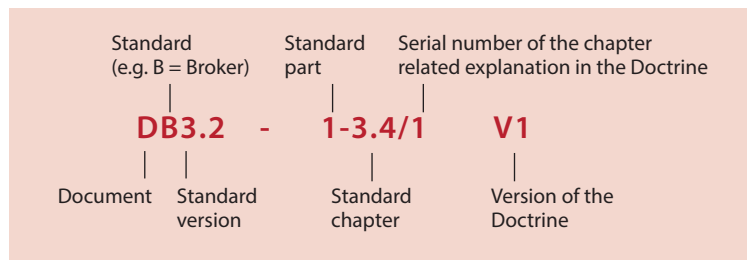 Standard Standard Serial number of the chapter
(e.g. B = Broker) part related explanation in the Doctrine
DB3.2 - 1-3.4/1 V1
Document Standard Standard Version of the
version chapter Doctrine